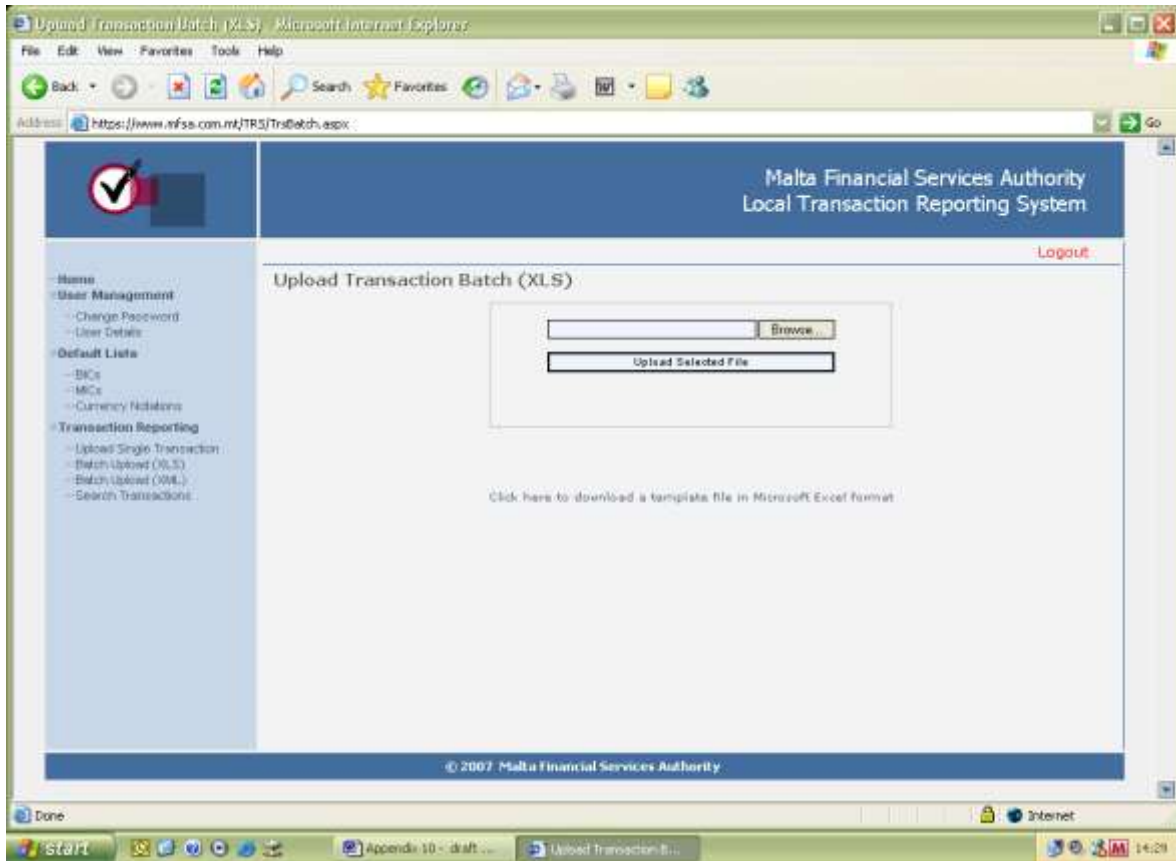 Upload Transaction Batch (XLS) - Microsoft Internet Explorer
File Edit View Favorites Tools Help
Back Search Favorites
Address https://www.mfsa.com.mt/TRS/TrsBatch.aspx Go
Malta Financial Services Authority
Local Transaction Reporting System
Logout
Home
User Management
Change Password
User Details
Default Lists
BICs
MICs
Currency Notations
Transaction Reporting
Upload Single Transaction
Batch Upload (XLS)
Batch Upload (XML)
Search Transactions
Upload Transaction Batch (XLS)
Browse...
Upload Selected File
Click here to download a template file in Microsoft Excel format
© 2007 Malta Financial Services Authority
Done Internet
start Appendix 10 - draft ... Upload Transaction B... 14:29